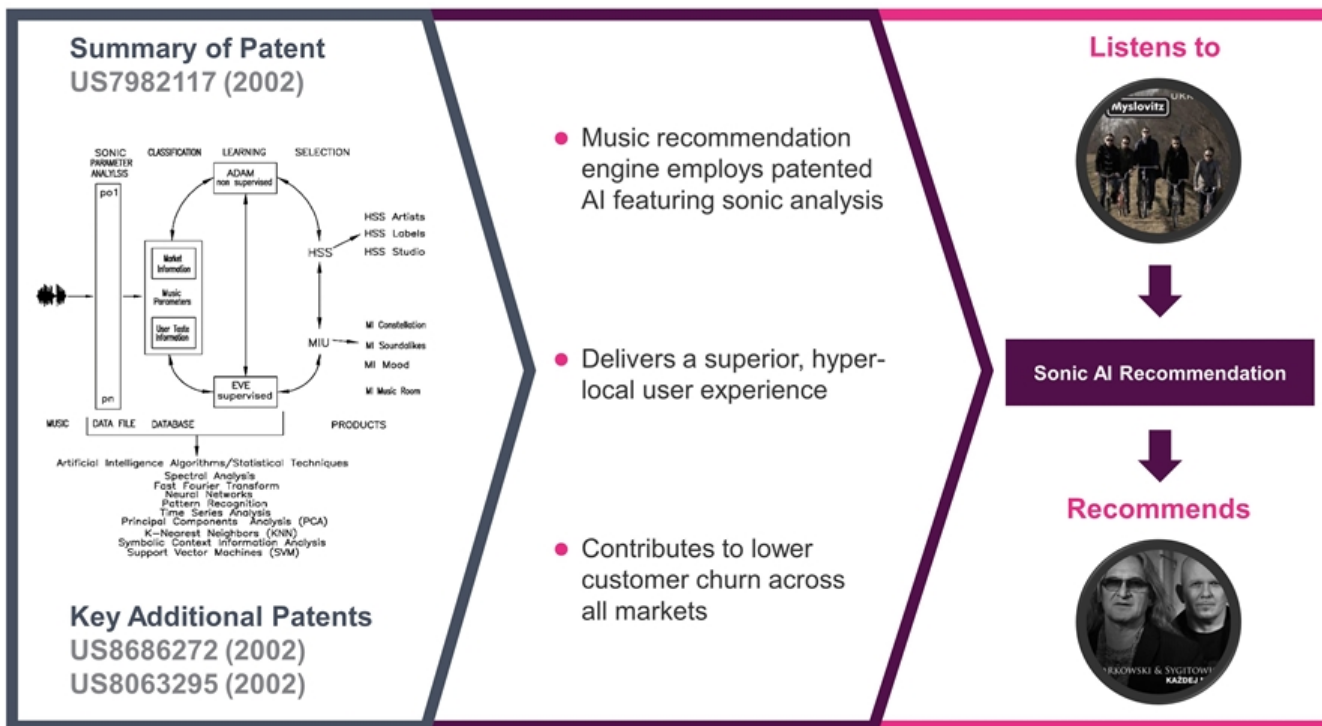 Summary of Patent
US7982117 (2002)
SONIC
PARAMETER
ANALYLSIS
CLASSIFICATION
LEARNING
SELECTION
po1
pn
ADAM
non supervised
Market
Information
Music
Parameters
User Taste
Information
EVE
supervised
HSS
HSS Artists
HSS Labels
HSS Studio
MIU
MI Constellation
MI Soundalikes
MI Mood
MI Music Room
MUSIC
DATA FILE
DATABASE
PRODUCTS
Artificial Intelligence Algorithms/Statistical Techniques
Spectral Analysis
Fast Fourier Transform
Neural Networks
Pattern Recognition
Time Series Analysis
Principal Components Analysis (PCA)
K-Nearest Neighbors (KNN)
Symbolic Context Information Analysis
Support Vector Machines (SVM)
Key Additional Patents
US8686272 (2002)
US8063295 (2002)
Music recommendation
engine employs patented
AI featuring sonic analysis
Delivers a superior, hyper-
local user experience
Contributes to lower
customer churn across
all markets
Listens to
Myslovitz
Sonic AI Recommendation
Recommends
ARKOWSKI & SYGITOWI
KAŻDEJ